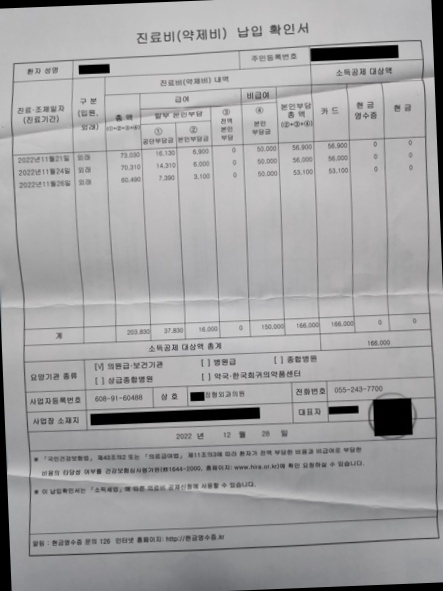 진료비(약제비) 납입 확인서
환자 성명
주민등록번호
진료·조제일자
(진료기간)
구 분
(입원,
외래)
진료비(약제비) 내역
소득공제 대상액
총 액
(①+②+③+④)
급여
일부 본인부담
①
공단부담금
②
본인부담금
③
전액
본인
부담
비급여
④
본인
부담금
본인부담
총 액
(②+③+④)
카 드
현 금
영수증
현 금
2022년11월21일 외래 73,030 16,130 6,900 0 50,000 56,900 56,900 0 0
2022년11월24일 외래 70,310 14,310 6,000 0 50,000 56,000 56,000 0 0
2022년11월26일 외래 60,490 7,390 3,100 0 50,000 53,100 53,100 0 0
계 203,830 37,830 16,000 0 150,000 166,000 166,000 0 0
소득공제 대상액 총계 166,000
요양기관 종류
[V] 의원급·보건기관 [ ] 병원급 [ ] 종합병원
[ ] 상급종합병원 [ ] 약국·한국희귀의약품센터
사업자등록번호 608-91-60488 상 호 정형외과의원 전화번호 055-243-7700
사업장 소재지 대표자
2022 년 12 월 28 일
※ 「국민건강보험법」 제43조의2 또는 「의료급여법」 제11조의3에 따라 환자가 전액 부담한 비용과 비급여로 부당한
비용의 타당성 여부를 건강보험심사평가원(☎1644-2000, 홈페이지: www.hira.or.kr)에 확인 요청하실 수 있습니다.
※ 이 납입확인서는 「소득세법」에 따른 의료비 공제신청에 사용할 수 있습니다.
알림 : 현금영수증 문의 126 인터넷 홈페이지: http://현금영수증.kr